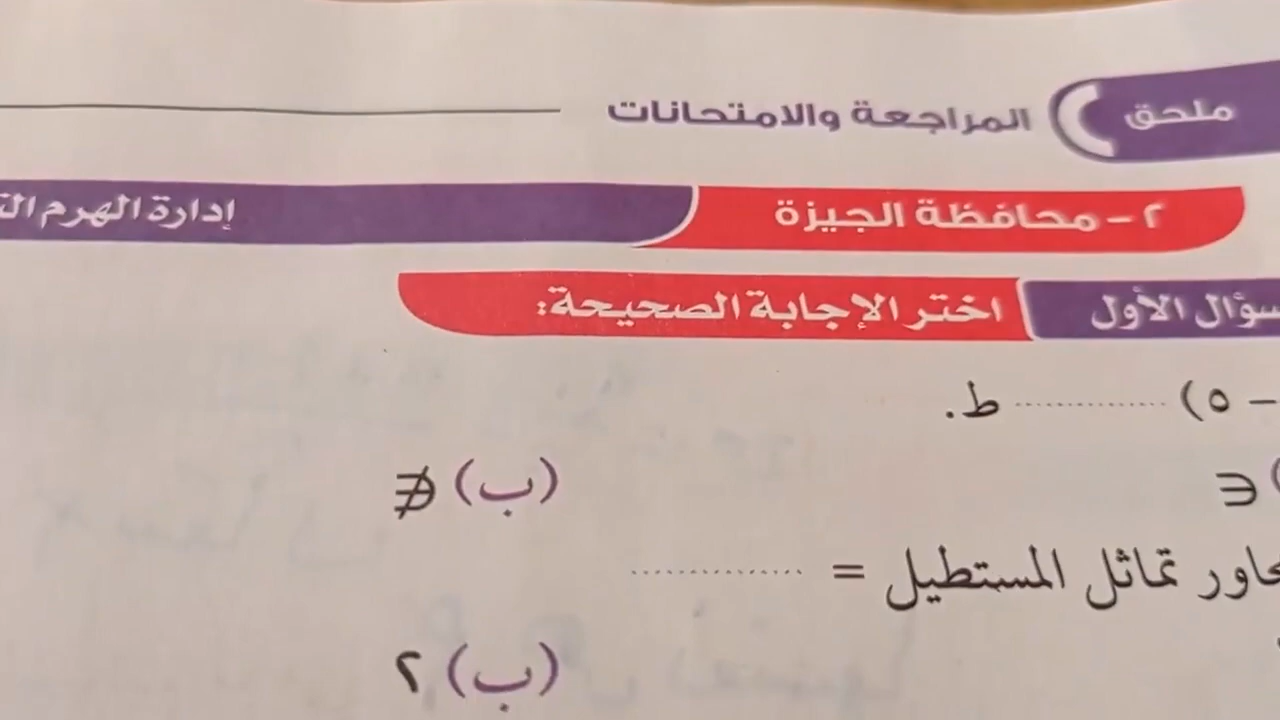 ملحق المراجعة والامتحانات
٢ - محافظة الجيزة إدارة الهرم
سؤال الأول اختر الإجابة الصحيحة:
- ٥) .............. ط.
∈ (ب) ∉
تماثل المستطيل = ..............
(ب) ٢